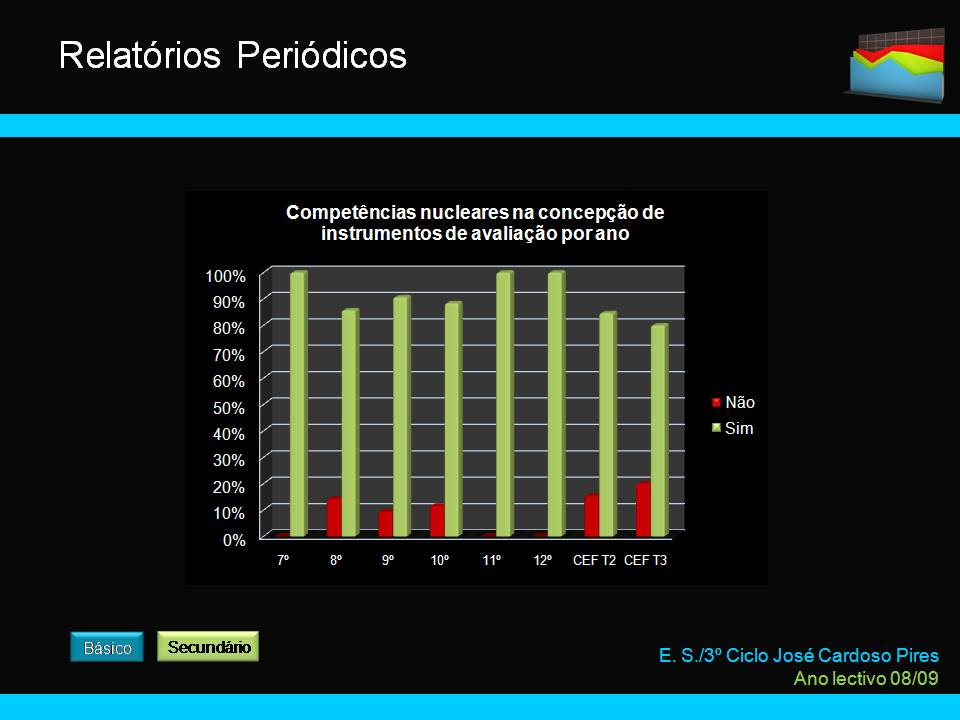 Relatórios Periódicos
Competências nucleares na concepção de
instrumentos de avaliação por ano
100%
90%
80%
70%
60%
50%
40%
30%
20%
10%
0%
7º 8º 9º 10º 11º 12º CEF T2 CEF T3
Não
Sim
Básico
Secundário
E. S./3º Ciclo José Cardoso Pires
Ano lectivo 08/09